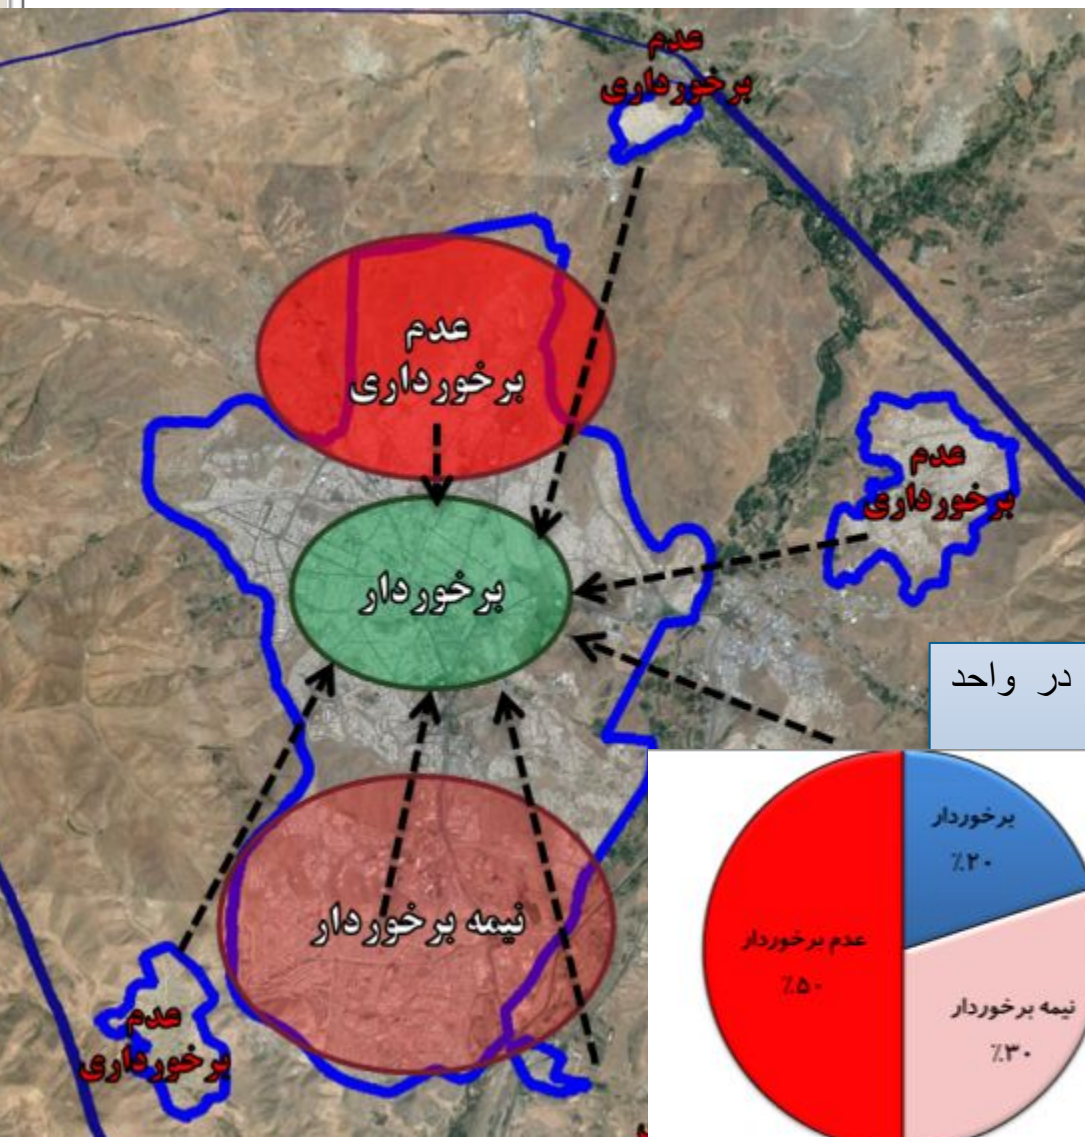 عدم
برخورداری
عدم
برخورداری
عدم
برخورداری
برخوردار
در واحد
برخوردار
٪۲۰
عدم برخوردار
٪۵۰
نیمه برخوردار
٪۳۰
نیمه برخوردار
عدم
برخورداری